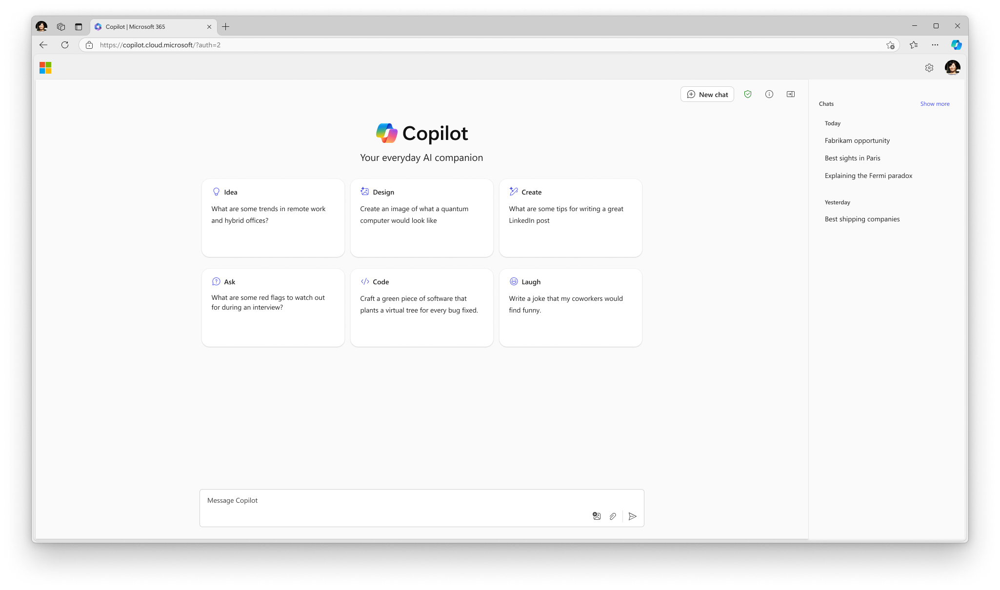 Copilot | Microsoft 365
https://copilot.cloud.microsoft/?auth=2
New chat
Copilot
Your everyday AI companion
Idea
What are some trends in remote work
and hybrid offices?
Design
Create an image of what a quantum
computer would look like
Create
What are some tips for writing a great
LinkedIn post
Ask
What are some red flags to watch out
for during an interview?
Code
Craft a green piece of software that
plants a virtual tree for every bug fixed.
Laugh
Write a joke that my coworkers would
find funny.
Message Copilot
Chats
Show more
Today
Fabrikam opportunity
Best sights in Paris
Explaining the Fermi paradox
Yesterday
Best shipping companies